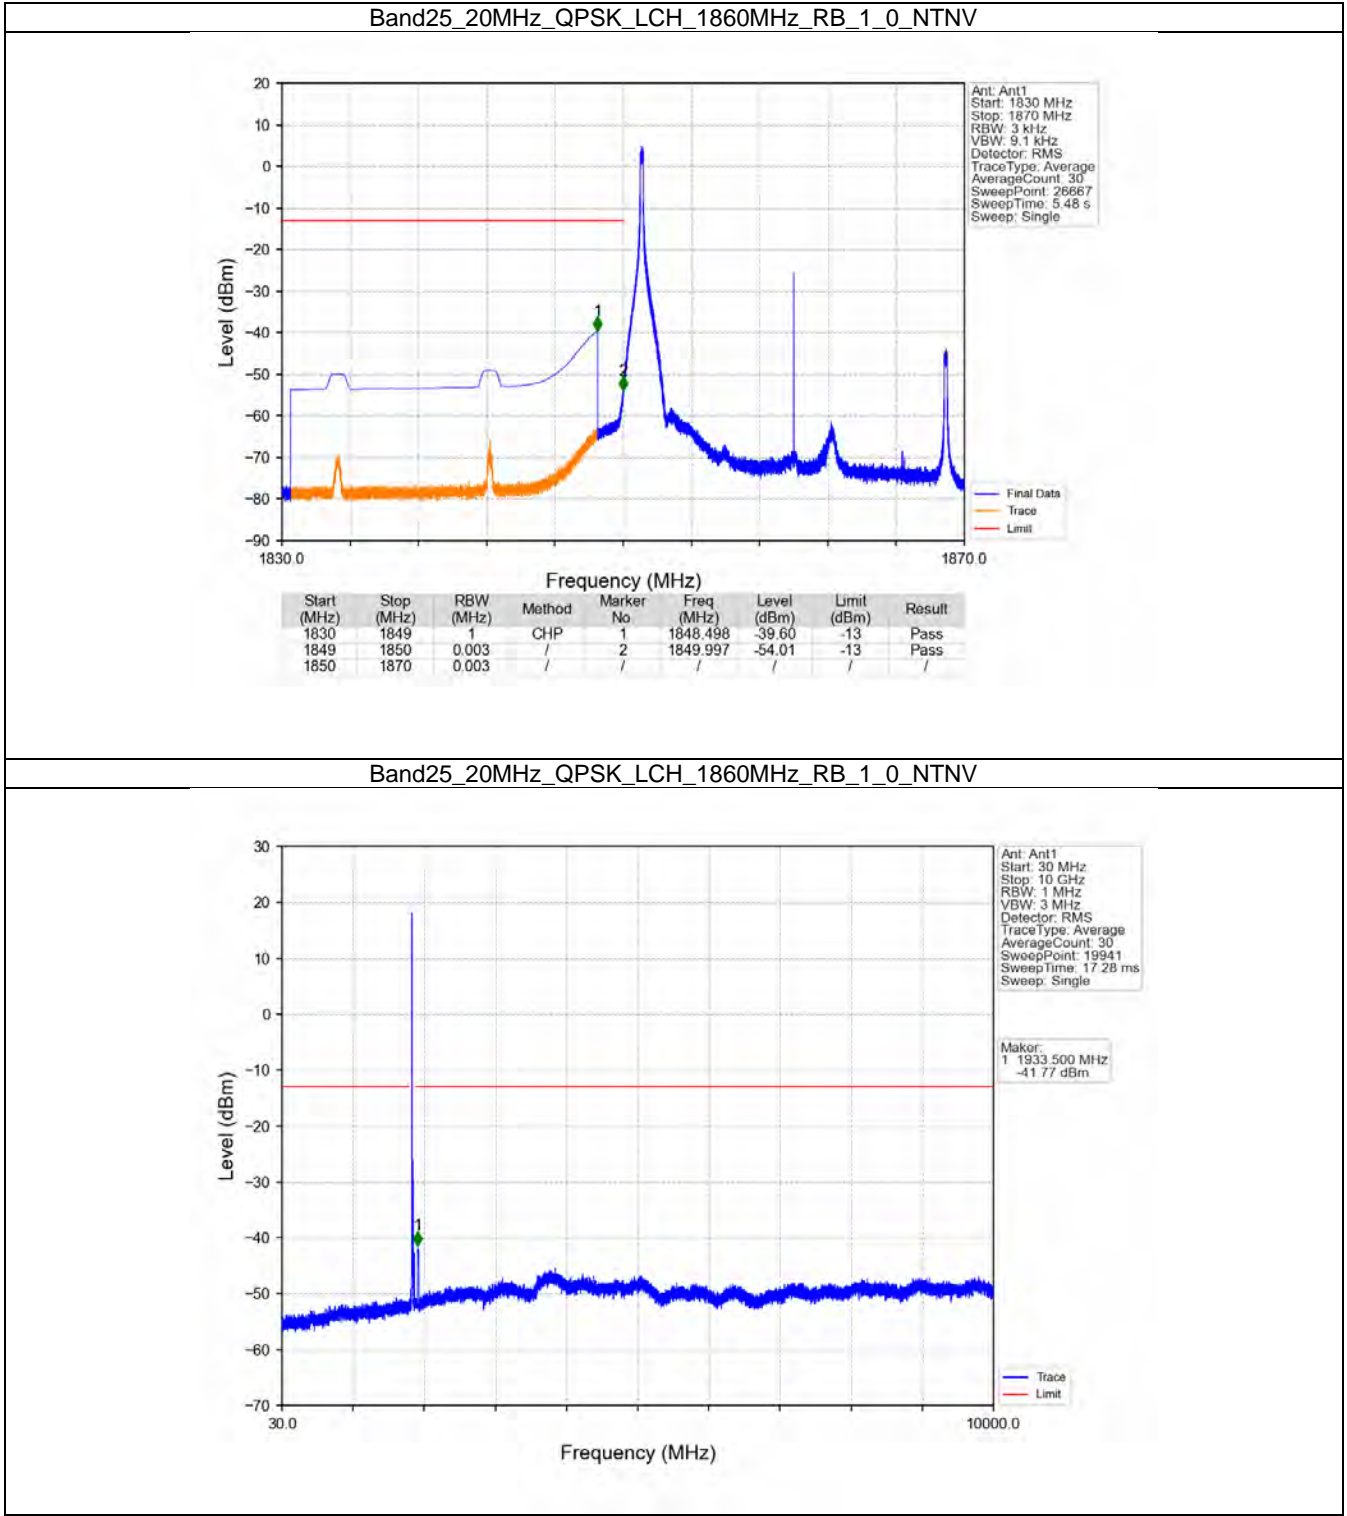 Band25_20MHz_QPSK_LCH_1860MHz_RB_1_0_NTNV
20
10
0
−10
−20
−30
−40
−50
−60
−70
−80
−90
Level (dBm)
1
2
1830.0
1870.0
Frequency (MHz)
Ant: Ant1
Start: 1830 MHz
Stop: 1870 MHz
RBW: 3 kHz
VBW: 9.1 kHz
Detector: RMS
TraceType: Average
AverageCount: 30
SweepPoint: 26667
SweepTime: 5.48 s
Sweep: Single
Final Data
Trace
Limit
Start (MHz) Stop (MHz) RBW (MHz) Method Marker No Freq (MHz) Level (dBm) Limit (dBm) Result
1830 1849 1 CHP 1 1848.498 -39.60 -13 Pass
1849 1850 0.003 / 2 1849.997 -54.01 -13 Pass
1850 1870 0.003 / / / / / /
Band25_20MHz_QPSK_LCH_1860MHz_RB_1_0_NTNV
30
20
10
0
−10
−20
−30
−40
−50
−60
−70
Level (dBm)
1
30.0
10000.0
Frequency (MHz)
Ant: Ant1
Start: 30 MHz
Stop: 10 GHz
RBW: 1 MHz
VBW: 3 MHz
Detector: RMS
TraceType: Average
AverageCount: 30
SweepPoint: 19941
SweepTime: 17.28 ms
Sweep: Single
Maker:
1 1933.500 MHz
-41.77 dBm
Trace
Limit